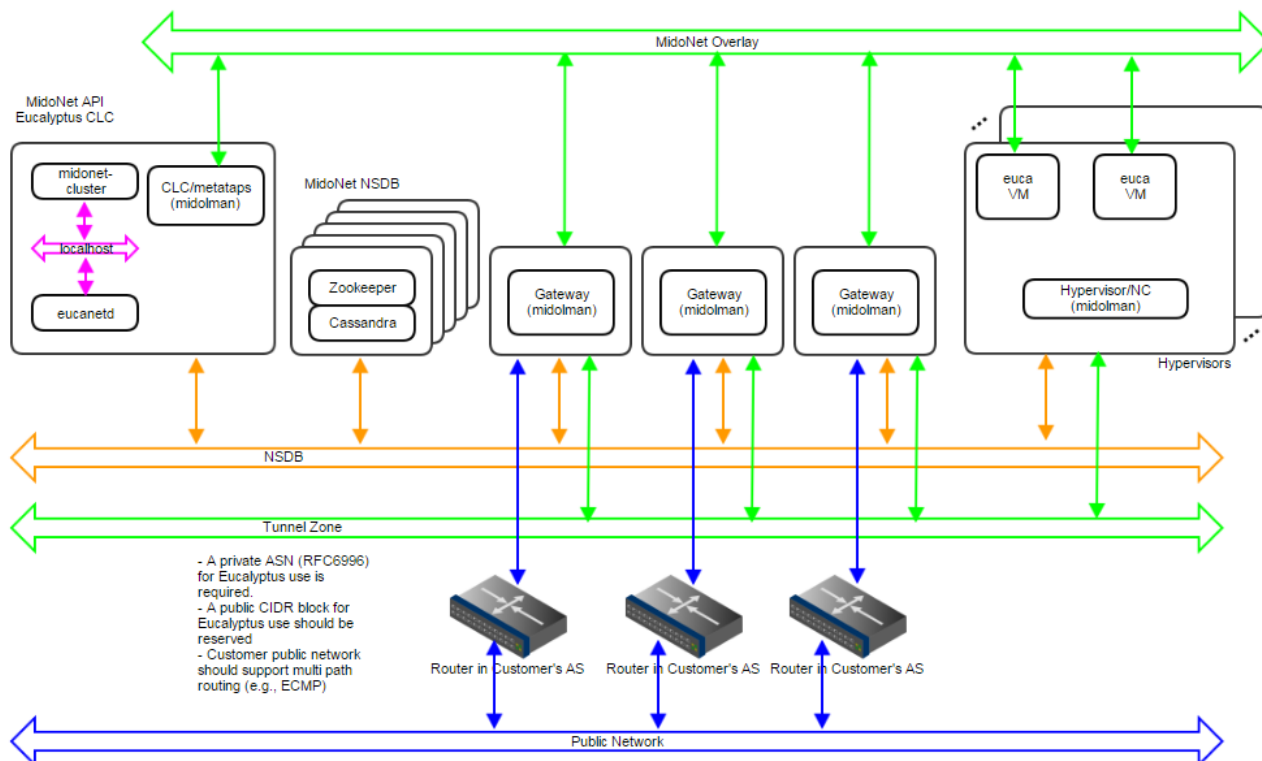 MidoNet Overlay
MidoNet API
Eucalyptus CLC
midonet-
cluster
CLC/metataps
(midolman)
localhost
eucanetd
MidoNet NSDB
Zookeeper
Cassandra
Gateway
(midolman)
Gateway
(midolman)
Gateway
(midolman)
euca
VM
euca
VM
Hypervisor/NC
(midolman)
Hypervisors
NSDB
Tunnel Zone
- A private ASN (RFC6996)
for Eucalyptus use is
required.
- A public CIDR block for
Eucalyptus use should be
reserved
- Customer public network
should support multi path
routing (e.g., ECMP)
Router in Customer's AS
Router in Customer's AS
Router in Customer's AS
Public Network